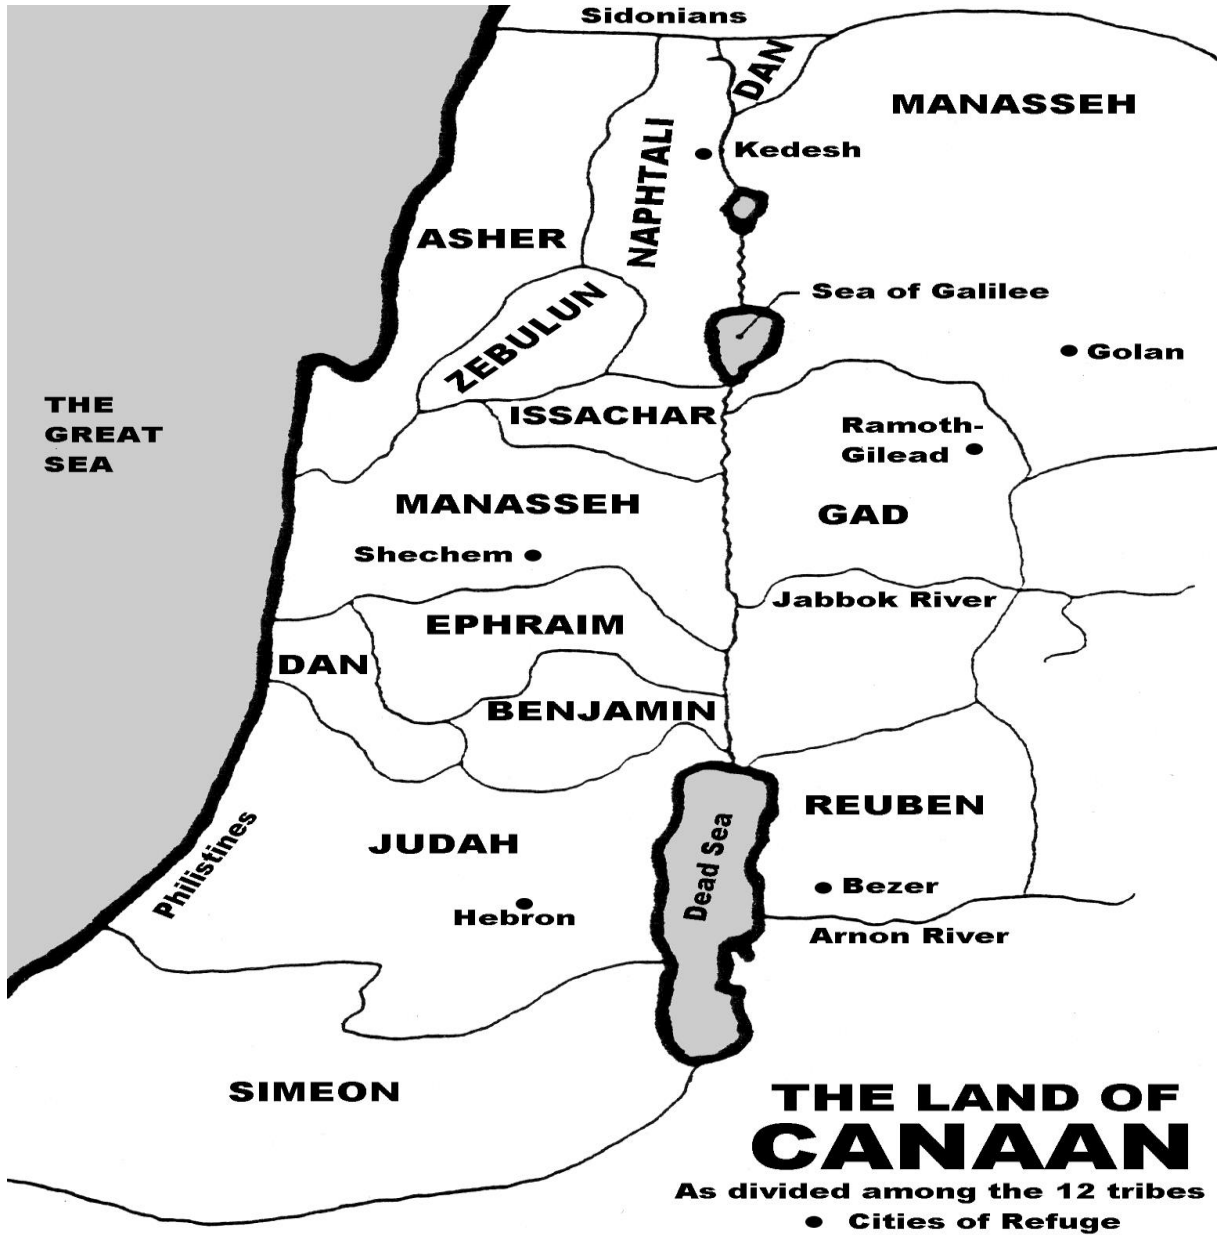 Sidonians
DAN
MANASSEH
NAPHTALI
Kedesh
ASHER
Sea of Galilee
ZEBULUN
Golan
THE
GREAT
SEA
ISSACHAR
Ramoth-
Gilead
MANASSEH
GAD
Shechem
Jabbok River
EPHRAIM
DAN
BENJAMIN
REUBEN
Philistines
JUDAH
Dead Sea
Bezer
Hebron
Arnon River
SIMEON
THE LAND OF
CANAAN
As divided among the 12 tribes
Cities of Refuge